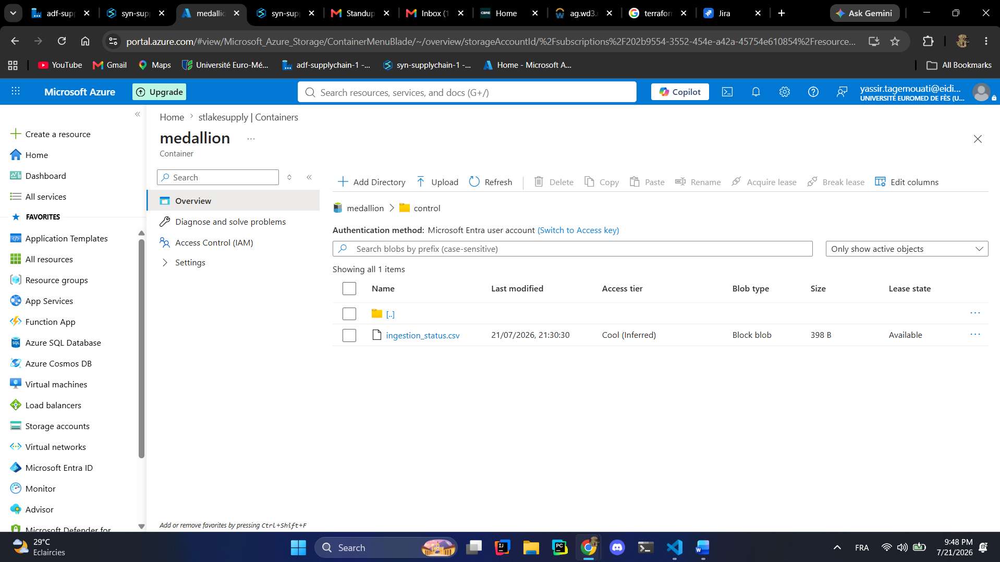 adf-supp
syn-supp
medallio
syn-supp
Standup
Inbox (1
Home
ag.wd3.
terraform
Jira
Ask Gemini
portal.azure.com/#view/Microsoft_Azure_Storage/ContainerMenuBlade/~/overview/storageAccountId/%2Fsubscriptions%2F202b9554-3552-454e-a42a-45754e610854%2Fresource...
YouTube
Gmail
Maps
Université Euro-Mé...
adf-supplychain-1 -...
syn-supplychain-1 -...
Home - Microsoft A...
All Bookmarks
Microsoft Azure
Upgrade
Search resources, services, and docs (G+/)
Copilot
yassir.tagemouati@eidi...
UNIVERSITÉ EUROMED DE FÈS (U...
Home > stlakesupply | Containers
medallion ...
Container
Create a resource
Home
Dashboard
All services
FAVORITES
Application Templates
All resources
Resource groups
App Services
Function App
Azure SQL Database
Azure Cosmos DB
Virtual machines
Load balancers
Storage accounts
Virtual networks
Microsoft Entra ID
Monitor
Advisor
Microsoft Defender for
Search
Overview
Diagnose and solve problems
Access Control (IAM)
Settings
Add or remove favorites by pressing Ctrl+Shift+F
Add Directory
Upload
Refresh
Delete
Copy
Paste
Rename
Acquire lease
Break lease
Edit columns
medallion > control
Authentication method: Microsoft Entra user account (Switch to Access key)
Search blobs by prefix (case-sensitive)
Only show active objects
Showing all 1 items
Name Last modified Access tier Blob type Size Lease state
[..]
ingestion_status.csv 21/07/2026, 21:30:30 Cool (Inferred) Block blob 398 B Available
29°C
Eclaircies
Search
FRA
9:48 PM
7/21/2026